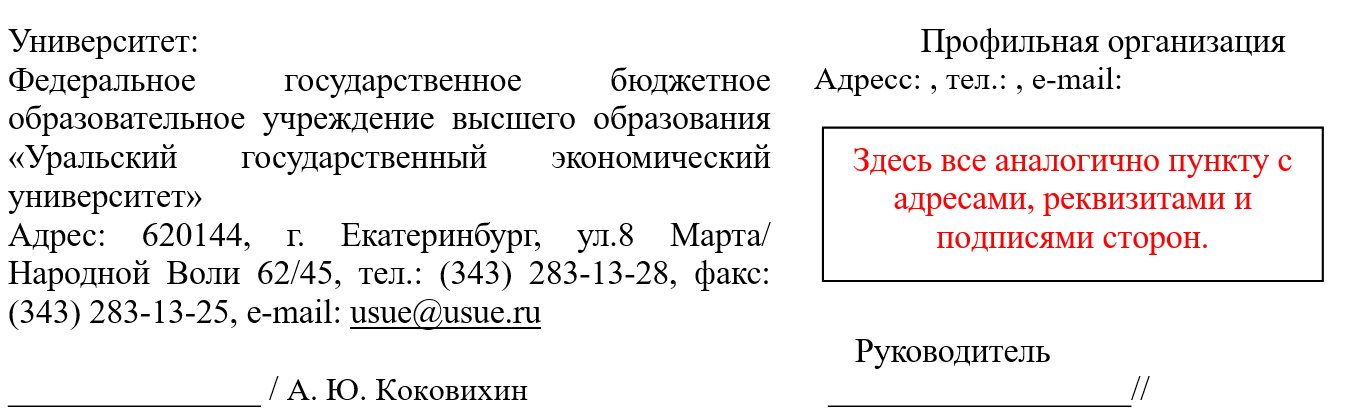 Университет:
Федеральное государственное бюджетное
образовательное учреждение высшего образования
«Уральский государственный экономический
университет»
Адрес: 620144, г. Екатеринбург, ул.8 Марта/
Народной Воли 62/45, тел.: (343) 283-13-28, факс:
(343) 283-13-25, e-mail: usue@usue.ru
_______________ / А. Ю. Коковихин
Профильная организация
Адресс: , тел.: , e-mail:
Здесь все аналогично пункту с
адресами, реквизитами и
подписями сторон.
Руководитель
__________________//